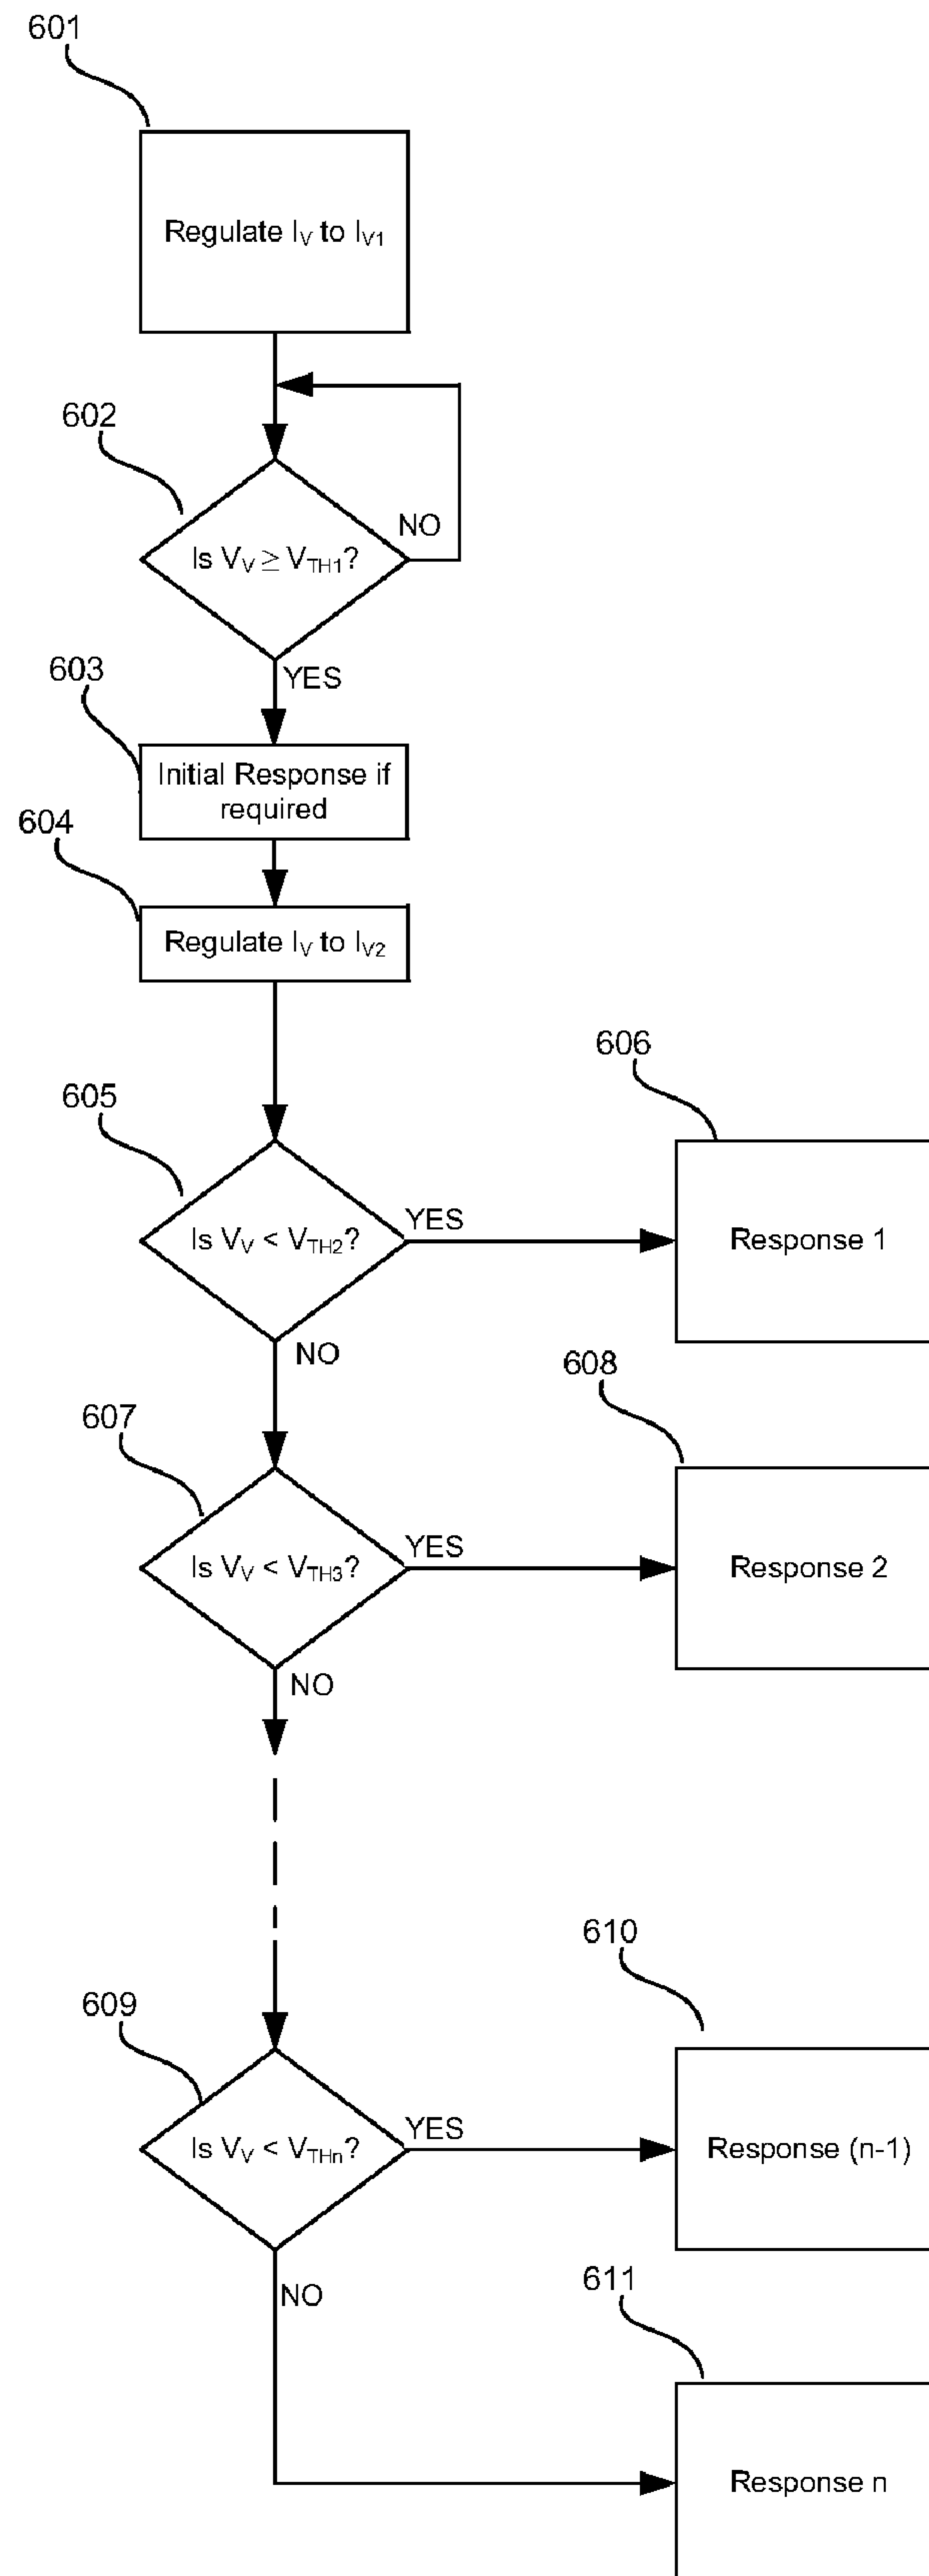 601
Regulate IV to IV1
602
NO
Is VV ≥ VTH1?
YES
603
Initial Response if
required
604
Regulate IV to IV2
606
605
YES
Is VV < VTH2?
Response 1
NO
608
607
YES
Is VV < VTH3?
Response 2
NO
610
609
YES
Is VV < VTHn?
Response (n-1)
611
NO
Response n